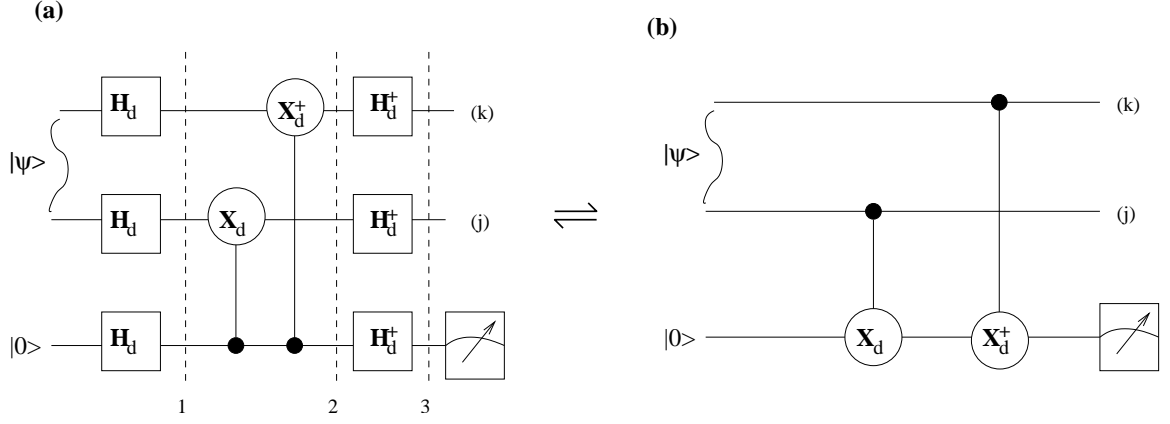 (a)
H_d X_d^+ H_d^+ (k)
|ψ>
H_d X_d H_d^+ (j)
|0> H_d H_d^+
1 2 3
(b)
(k)
|ψ>
(j)
|0> X_d X_d^+